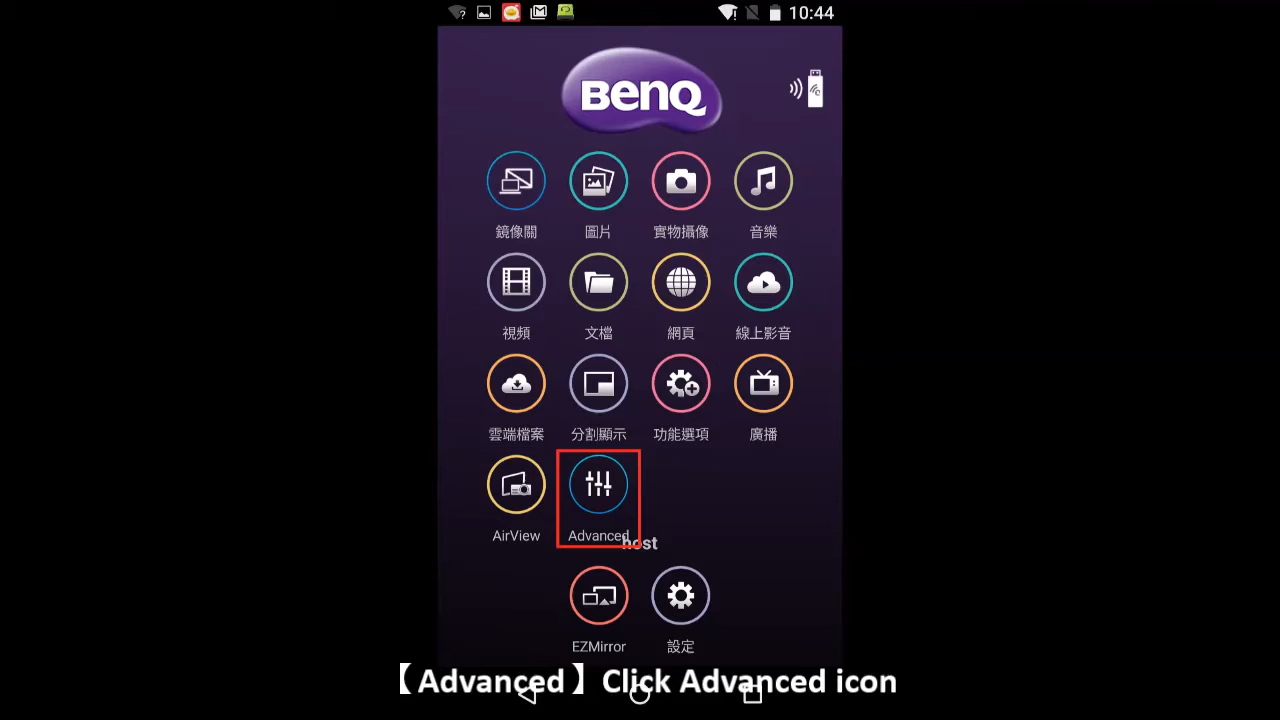 10:44
BenQ
鏡像關 圖片 實物攝像 音樂
視頻 文檔 網頁 線上影音
雲端檔案 分割顯示 功能選項 廣播
AirView Advanced
host
EZMirror 設定
【Advanced】Click Advanced icon